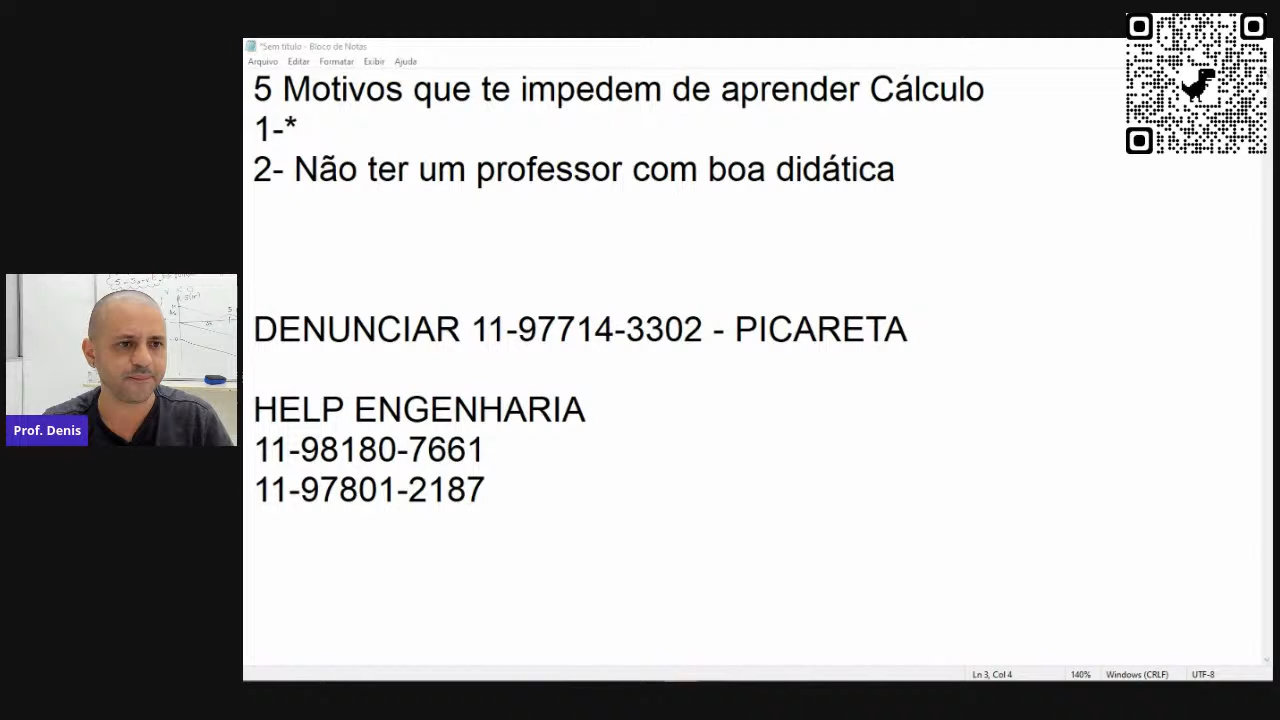 *Sem título - Bloco de Notas
Arquivo Editar Formatar Exibir Ajuda
5 Motivos que te impedem de aprender Cálculo
1-*
2- Não ter um professor com boa didática
DENUNCIAR 11-97714-3302 - PICARETA
HELP ENGENHARIA
11-98180-7661
11-97801-2187
Prof. Denis
Ln 3, Col 4 140% Windows (CRLF) UTF-8